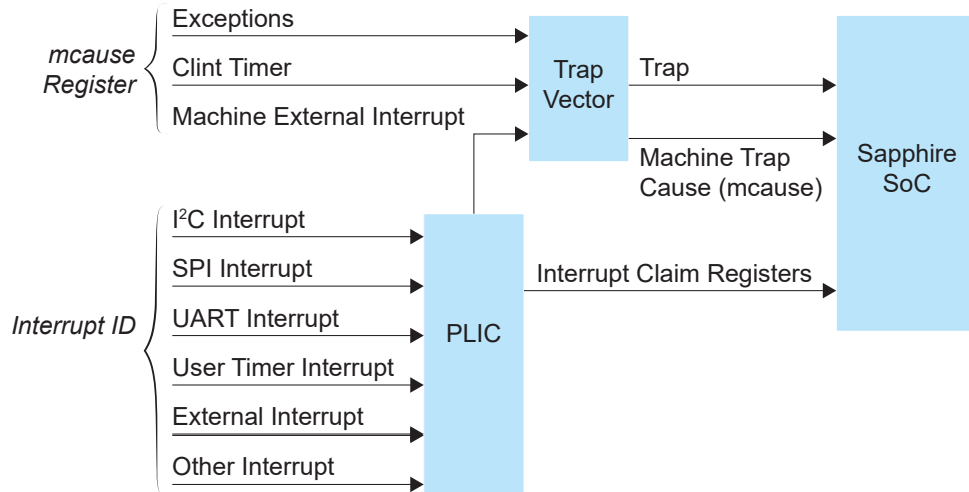 Exceptions
mcause
Register
Clint Timer
Machine External Interrupt
Trap
Vector
Trap
Machine Trap
Cause (mcause)
Sapphire
SoC
I²C Interrupt
SPI Interrupt
Interrupt Claim Registers
Interrupt ID
UART Interrupt
PLIC
User Timer Interrupt
External Interrupt
Other Interrupt